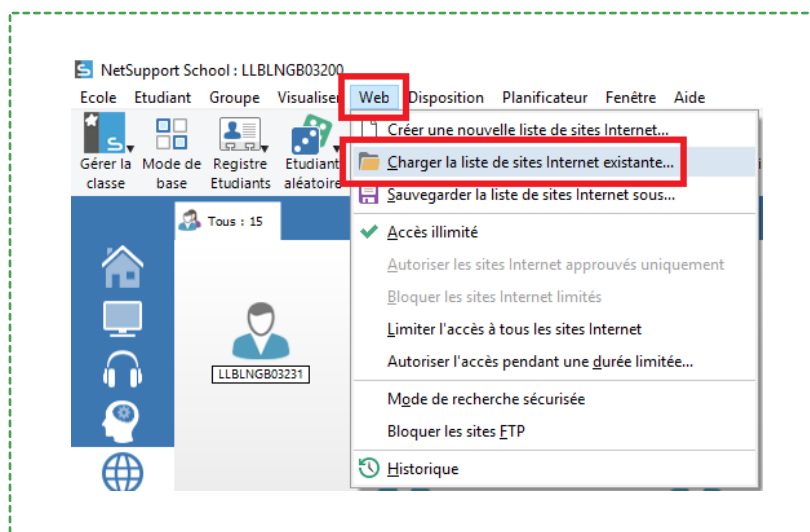 NetSupport School : LLBLNGB03200
Ecole Etudiant Groupe Visualiser Web Disposition Planificateur Fenêtre Aide
Gérer la classe
Mode de base
Registre Etudiants
Etudiant aléatoire
Tous : 15
LLBLNGB03231
Créer une nouvelle liste de sites Internet...
Charger la liste de sites Internet existante...
Sauvegarder la liste de sites Internet sous...
Accès illimité
Autoriser les sites Internet approuvés uniquement
Bloquer les sites Internet limités
Limiter l'accès à tous les sites Internet
Autoriser l'accès pendant une durée limitée...
Mode de recherche sécurisée
Bloquer les sites FTP
Historique